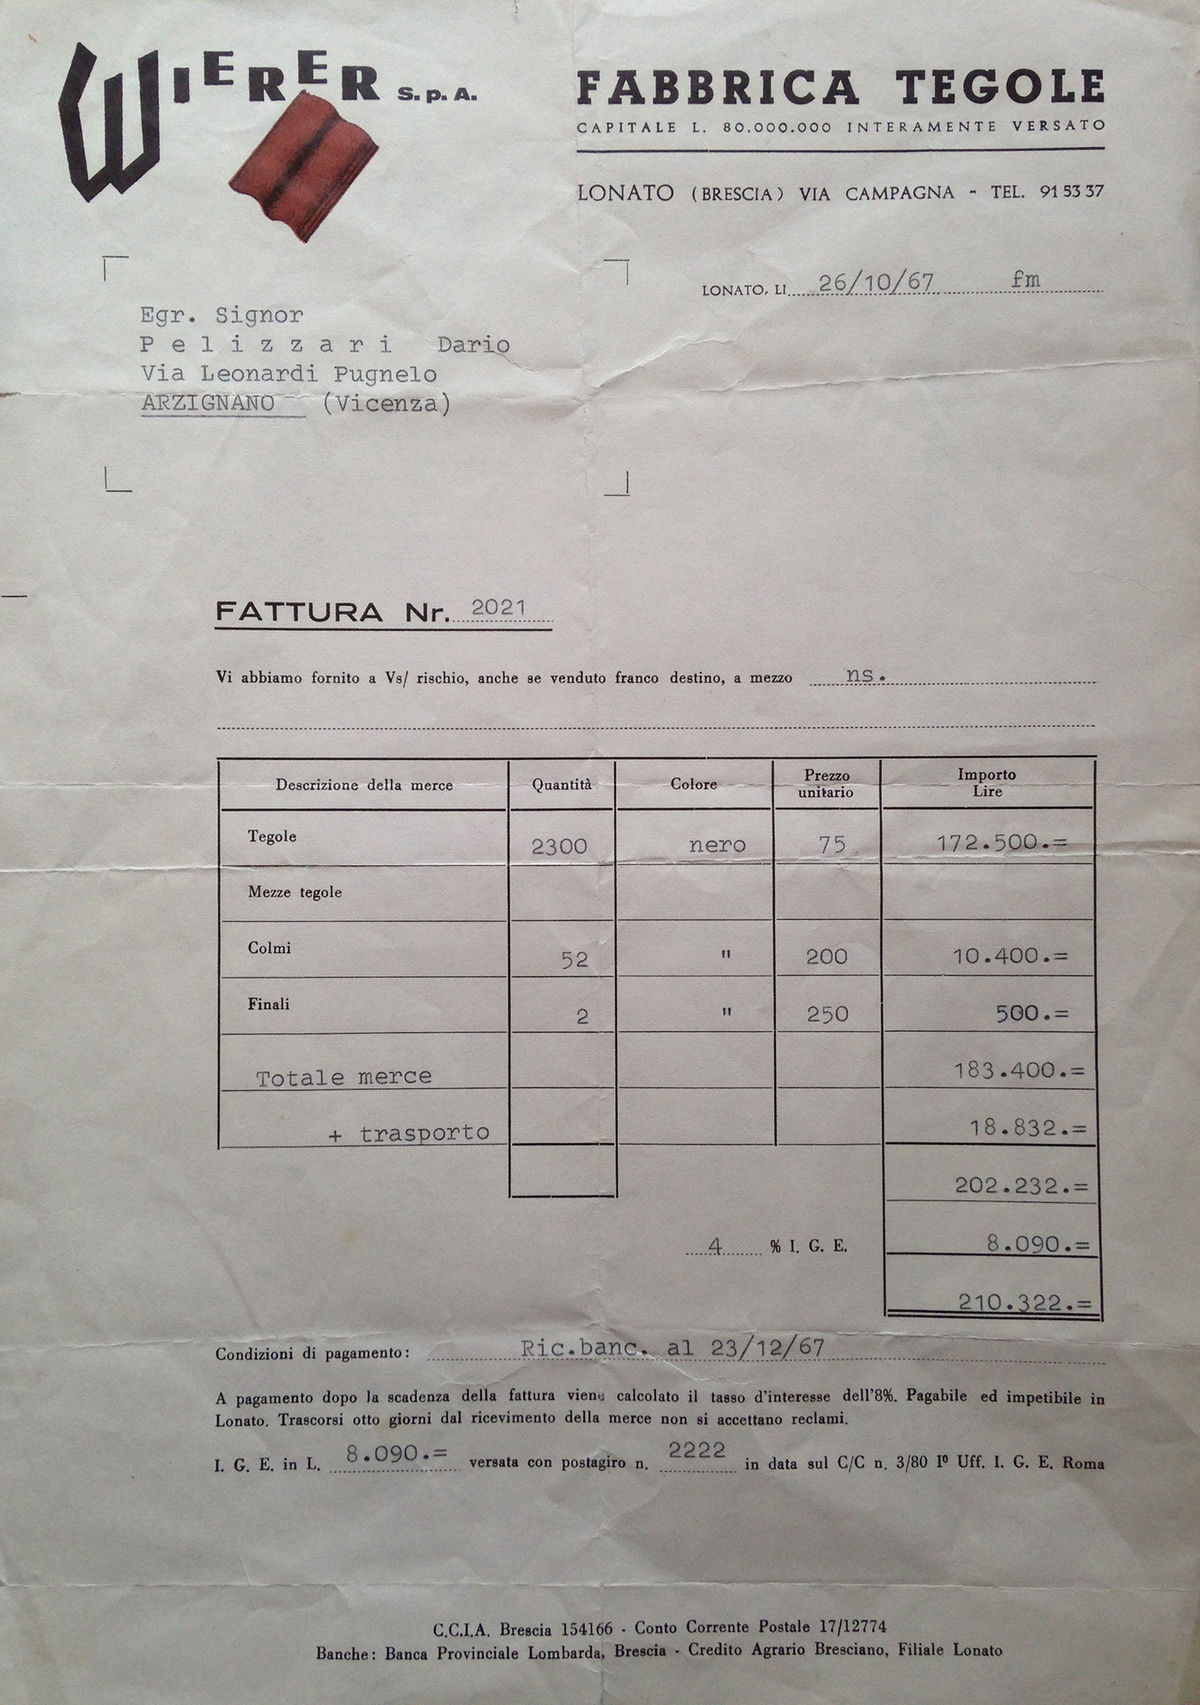 WIERER S.p.A.
FABBRICA TEGOLE
CAPITALE L. 80.000.000 INTERAMENTE VERSATO
LONATO (BRESCIA) VIA CAMPAGNA - TEL. 91 53 37
LONATO, LI 26/10/67 fm
Egr. Signor
Pelizzari Dario
Via Leonardi Pugnelo
ARZIGNANO (Vicenza)
FATTURA Nr. 2021
Vi abbiamo fornito a Vs/ rischio, anche se venduto franco destino, a mezzo ns.
Descrizione della merce Quantità Colore Prezzo unitario Importo Lire
Tegole 2300 nero 75 172.500.=
Mezze tegole
Colmi 52 " 200 10.400.=
Finali 2 " 250 500.=
Totale merce 183.400.=
+ trasporto 18.832.=
202.232.=
4 % I. G. E. 8.090.=
210.322.=
Condizioni di pagamento: Ric.banc. al 23/12/67
A pagamento dopo la scadenza della fattura viene calcolato il tasso d'interesse dell'8%. Pagabile ed impetibile in
Lonato. Trascorsi otto giorni dal ricevimento della merce non si accettano reclami.
I. G. E. in L. 8.090.= versata con postagiro n. 2222 in data sul C/C n. 3/80 Iº Uff. I. G. E. Roma
C.C.I.A. Brescia 154166 - Conto Corrente Postale 17/12774
Banche: Banca Provinciale Lombarda, Brescia - Credito Agrario Bresciano, Filiale Lonato